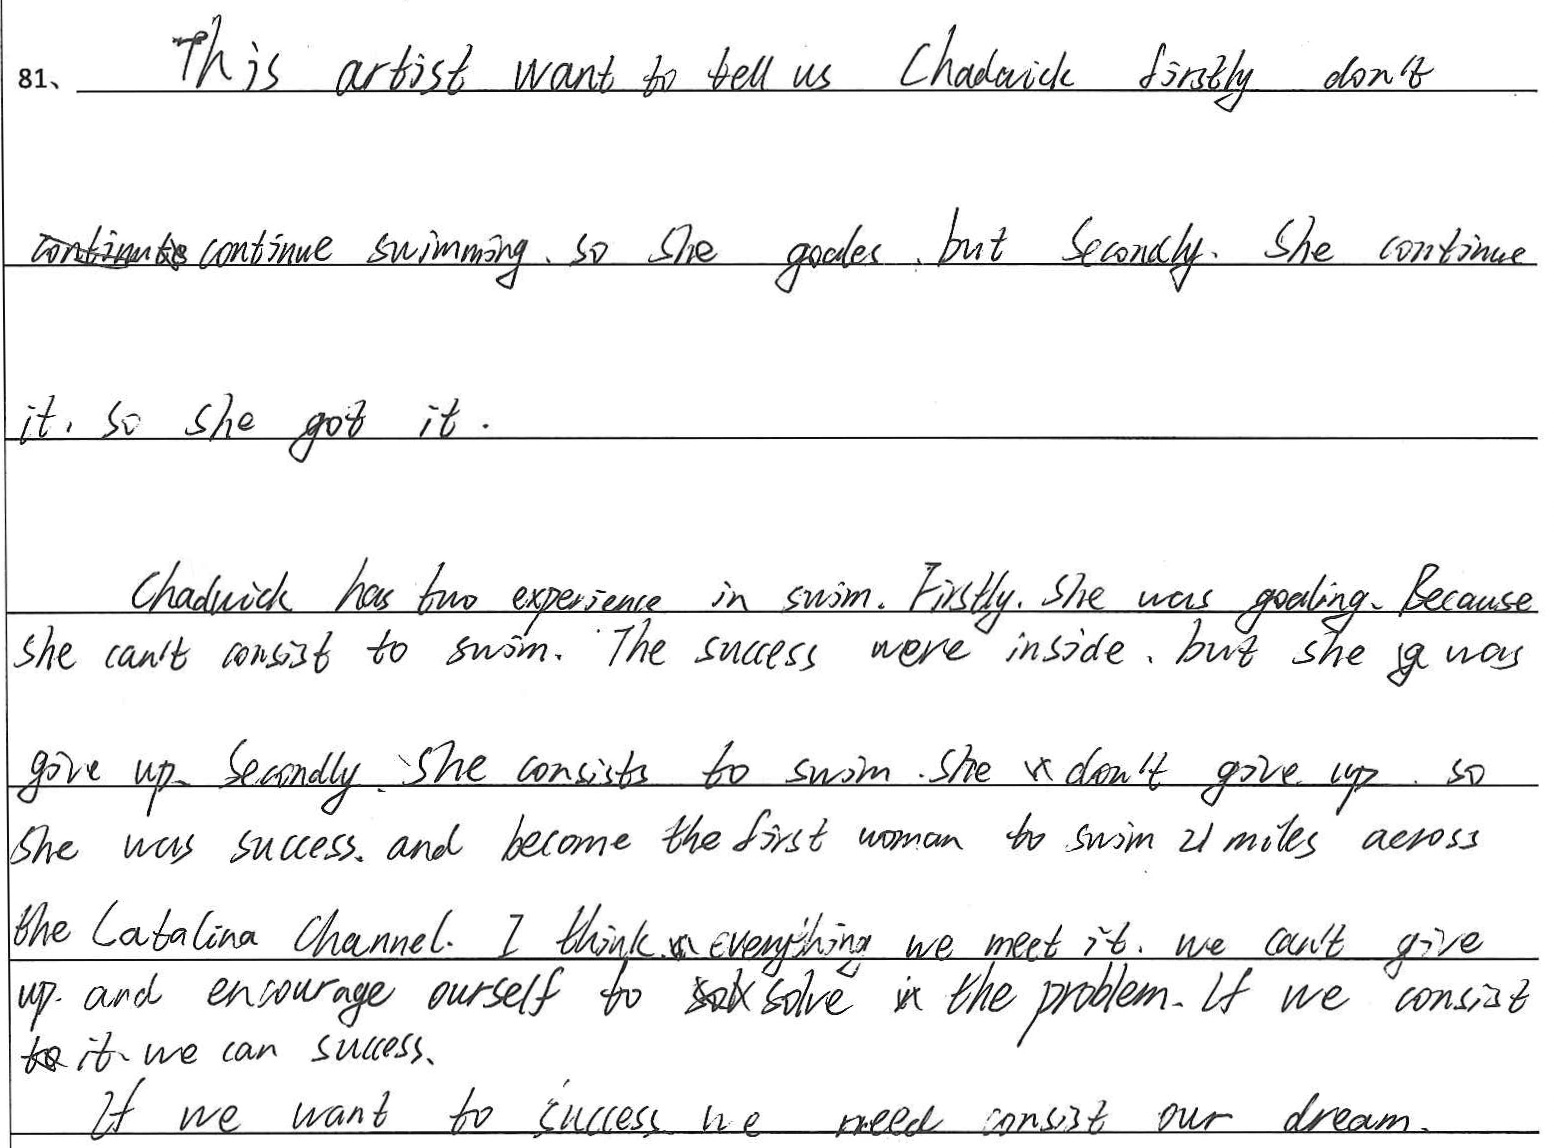 81、 This artist want to tell us Chadwick firstly don't
continue swimming. so she goales. but Secondly. She continue
it. so she got it.
Chadwick has two experience in swim. Firstly. She was goaling. Because
she can't consist to swim. The success were inside. but she was
give up. Secondly. She consists to swim. She don't give up. so
she was success. and become the first woman to swim 21 miles across
the Catalina Channel. I think everything we meet it. we can't give
up. and encourage ourself to solve the problem. If we consist
it. we can success.
If we want to success we need consist our dream.